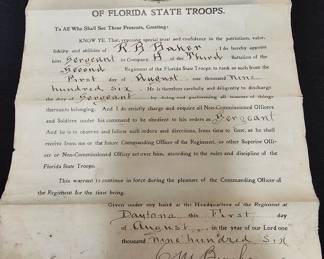 OF FLORIDA STATE TROOPS.
To All Who Shall See These Presents, Greeting:
KNOW YE, That reposing special trust and confidence in the patriotism, valor,
fidelity and abilities of R B Baker I do hereby appoint
him Sergeant in Company H of the Third Battalion of the
Second Regiment of the Florida State Troops, to rank as such from the
First day of August one thousand Nine
hundred six He is therefore carefully and diligently to discharge
the duty of Sergeant by doing and performing all manner of things
thereunto belonging. And I do strictly charge and require all Non-Commissioned Officers
and Soldiers under his command to be obedient to his orders as Sergeant
And he is to observe and follow such orders and directions, from time to time, as he shall
receive from me or the future Commanding Officer of the Regiment, or other Superior Offi-
cer or Non-Commissioned Officer set over him, according to the rules and discipline of the
Florida State Troops.
This warrant to continue in force during the pleasure of the Commanding Officer of
the Regiment for the time being.
Given under my hand at the Headquarters of the Regiment at
Daytona on First day
of August in the year of our Lord one
thousand nine hundred six